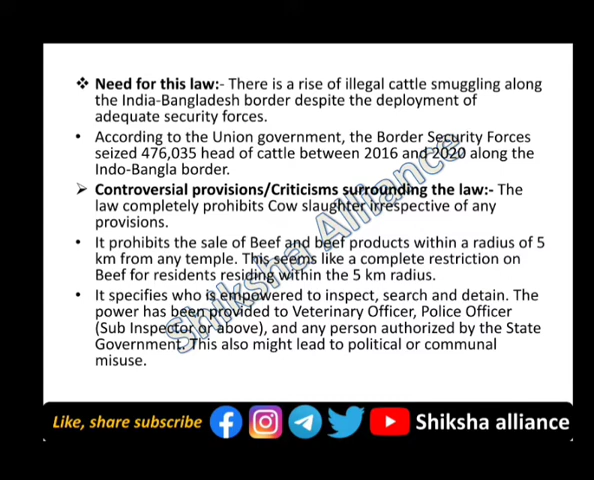 ❖ Need for this law:- There is a rise of illegal cattle smuggling along
the India-Bangladesh border despite the deployment of
adequate security forces.
• According to the Union government, the Border Security Forces
seized 476,035 head of cattle between 2016 and 2020 along the
Indo-Bangla border.
➤ Controversial provisions/Criticisms surrounding the law:- The
law completely prohibits Cow slaughter irrespective of any
provisions.
• It prohibits the sale of Beef and beef products within a radius of 5
km from any temple. This seems like a complete restriction on
Beef for residents residing within the 5 km radius.
• It specifies who is empowered to inspect, search and detain. The
power has been provided to Veterinary Officer, Police Officer
(Sub Inspector or above), and any person authorized by the State
Government. This also might lead to political or communal
misuse.
Shiksha Alliance
Like, share subscribe
Shiksha alliance